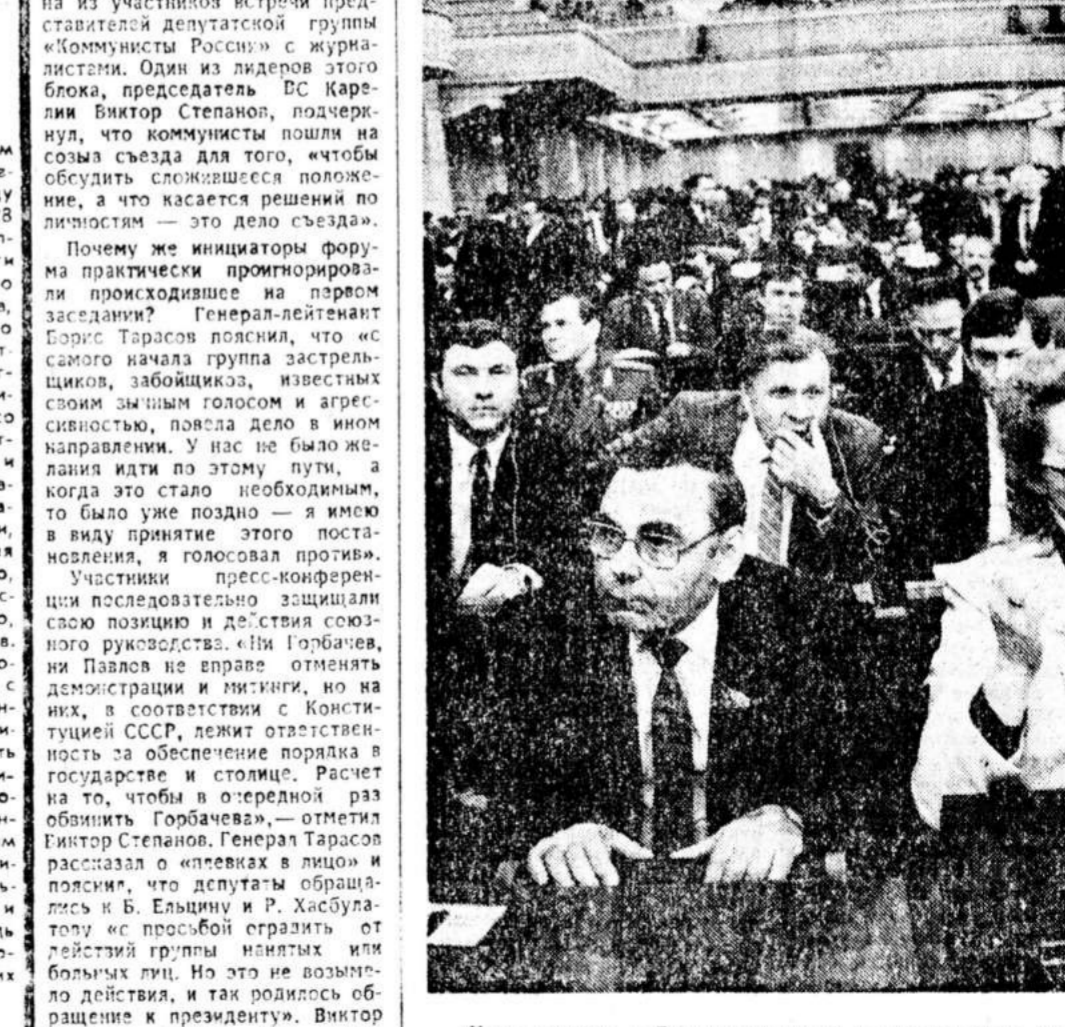 на из участников встречи пред-
ставителей депутатской группы
«Коммунисты России» с журна-
листами. Один из лидеров этого
блока, председатель ВС Каре-
лии Виктор Степанов, подчерк-
нул, что коммунисты пошли на
созыв съезда для того, «чтобы
обсудить сложившееся положе-
ние, а что касается решений по
личностям — это дело съезда».
Почему же инициаторы фору-
ма практически проигнорирова-
ли происходившее на первом
заседании? Генерал-лейтенант
Борис Тарасов пояснил, что «с
самого начала группа застрель-
щиков, забойщиков, известных
своим зычным голосом и агрес-
сивностью, повела дело в ином
направлении. У нас не было же-
лания идти по этому пути, а
когда это стало необходимым,
то было уже поздно — я имею
в виду принятие этого поста-
новления, я голосовал против».
Участники пресс-конферен-
ции последовательно защищали
свою позицию и действия союз-
ного руководства. «Ни Горбачев,
ни Павлов не вправе отменять
демонстрации и митинги, но на
них, в соответствии с Консти-
туцией СССР, лежит ответствен-
ность за обеспечение порядка в
государстве и столице. Расчет
на то, чтобы в очередной раз
обвинить Горбачева»,— отметил
Виктор Степанов. Генерал Тарасов
рассказал о «плевках в лицо» и
пояснил, что депутаты обраща-
лись к Б. Ельцину и Р. Хасбула-
тову «с просьбой оградить от
действий группы нанятых или
больных лиц. Но это не возыме-
ло действия, и так родилось об-
ращение к президенту». Виктор